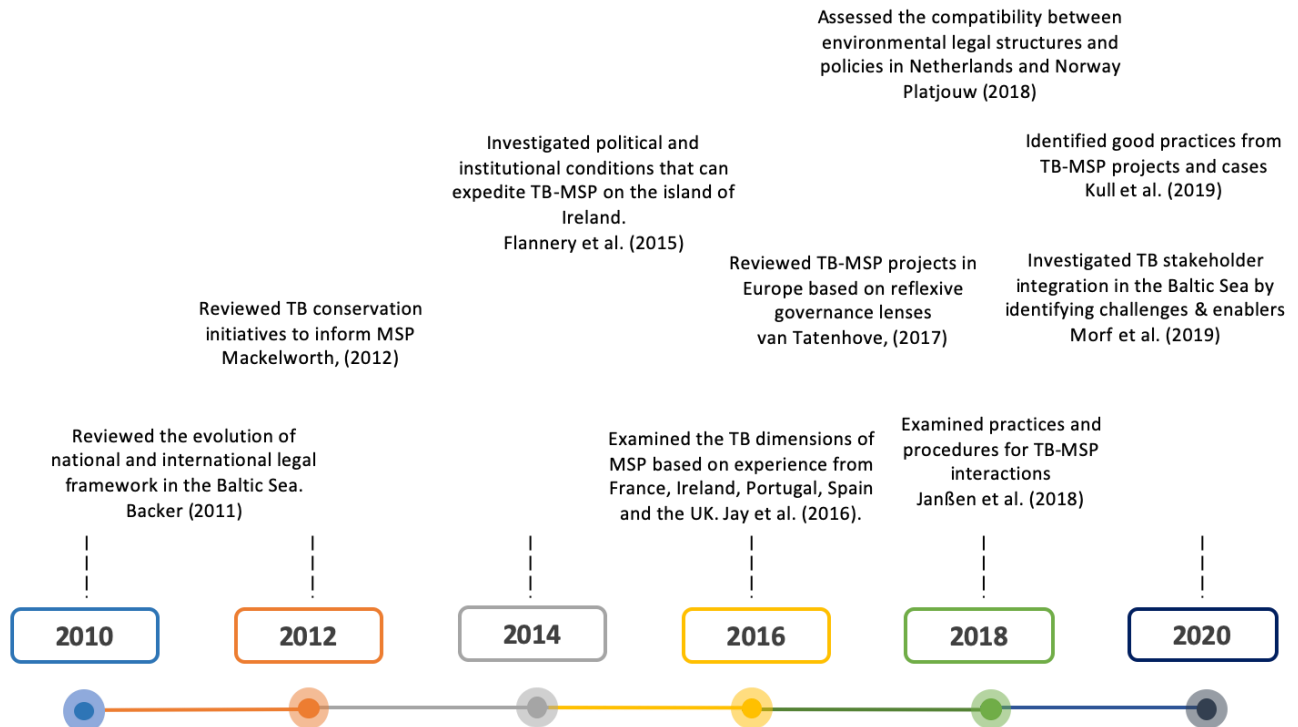 Assessed the compatibility between
environmental legal structures and
policies in Netherlands and Norway
Platjouw (2018)
Investigated political and
institutional conditions that can
expedite TB-MSP on the island of
Ireland.
Flannery et al. (2015)
Identified good practices from
TB-MSP projects and cases
Kull et al. (2019)
Reviewed TB-MSP projects in
Europe based on reflexive
governance lenses
van Tatenhove, (2017)
Investigated TB stakeholder
integration in the Baltic Sea by
identifying challenges & enablers
Morf et al. (2019)
Reviewed TB conservation
initiatives to inform MSP
Mackelworth, (2012)
Reviewed the evolution of
national and international legal
framework in the Baltic Sea.
Backer (2011)
Examined the TB dimensions of
MSP based on experience from
France, Ireland, Portugal, Spain
and the UK. Jay et al. (2016).
Examined practices and
procedures for TB-MSP
interactions
Janßen et al. (2018)
2010
2012
2014
2016
2018
2020